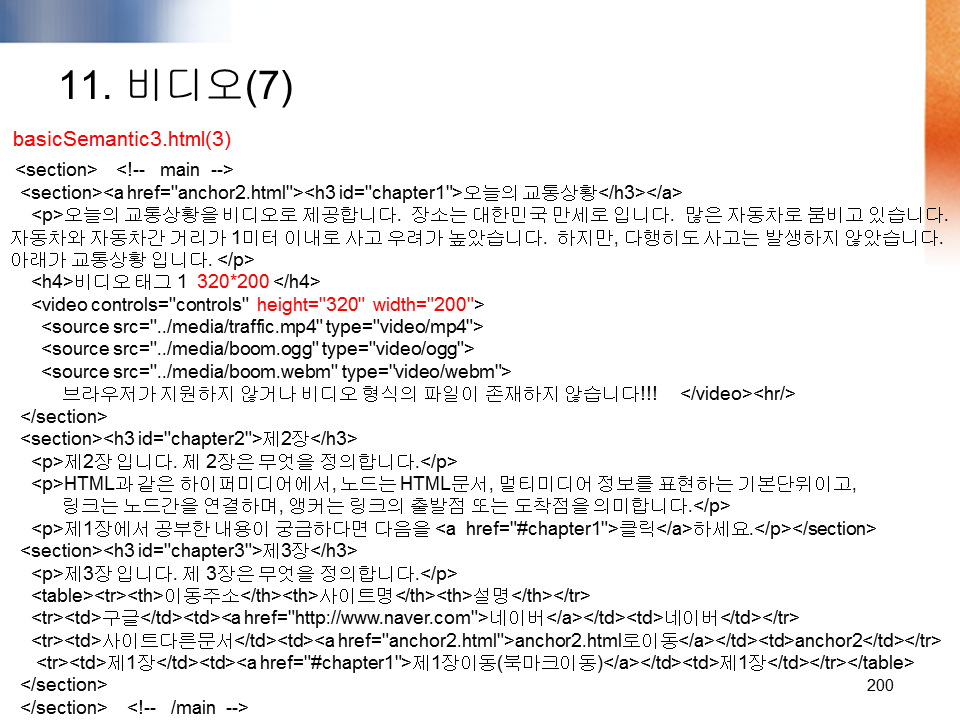 11. 비디오(7)
basicSemantic3.html(3)
<section>    <!--   main  -->
<section><a href="anchor2.html"><h3 id="chapter1">오늘의 교통상황</h3></a>
<p>오늘의 교통상황을 비디오로 제공합니다.  장소는 대한민국 만세로 입니다.  많은 자동차로 붐비고 있습니다.
자동차와 자동차간 거리가 1미터 이내로 사고 우려가 높았습니다.  하지만, 다행히도 사고는 발생하지 않았습니다.
아래가 교통상황 입니다. </p>
<h4>비디오 태그 1  320*200 </h4>
<video controls="controls"  height="320"  width="200">
<source src="../media/traffic.mp4" type="video/mp4">
<source src="../media/boom.ogg" type="video/ogg">
<source src="../media/boom.webm" type="video/webm">
브라우저가 지원하지 않거나 비디오 형식의 파일이 존재하지 않습니다!!!     </video><hr/>
</section>
<section><h3 id="chapter2">제2장</h3>
<p>제2장 입니다. 제 2장은 무엇을 정의합니다.</p>
<p>HTML과 같은 하이퍼미디어에서, 노드는 HTML문서, 멀티미디어 정보를 표현하는 기본단위이고,
링크는 노드간을 연결하며, 앵커는 링크의 출발점 또는 도착점을 의미합니다.</p>
<p>제1장에서 공부한 내용이 궁금하다면 다음을 <a  href="#chapter1">클릭</a>하세요.</p></section>
<section><h3 id="chapter3">제3장</h3>
<p>제3장 입니다. 제 3장은 무엇을 정의합니다.</p>
<table><tr><th>이동주소</th><th>사이트명</th><th>설명</th></tr>
<tr><td>구글</td><td><a href="http://www.naver.com">네이버</a></td><td>네이버</td></tr>
<tr><td>사이트다른문서</td><td><a href="anchor2.html">anchor2.html로이동</a></td><td>anchor2</td></tr>
<tr><td>제1장</td><td><a href="#chapter1">제1장이동(북마크이동)</a></td><td>제1장</td></tr></table>
</section>
</section>    <!--   /main  -->
200